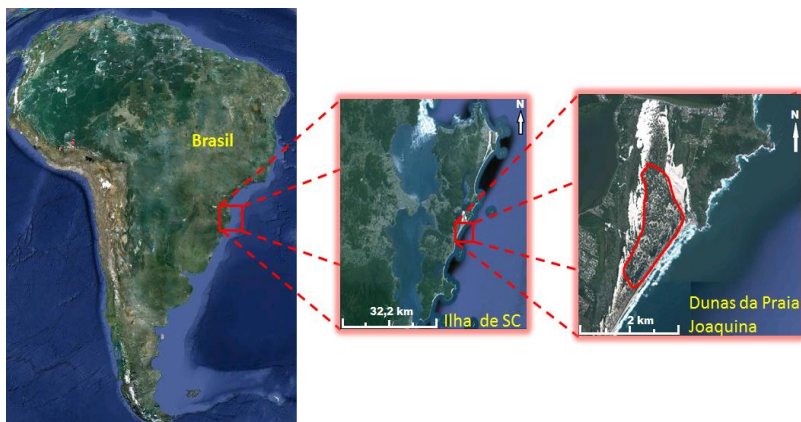 Brasil
N
32,2 km
Ilha de SC
N
2 km
Dunas da Praia
Joaquina